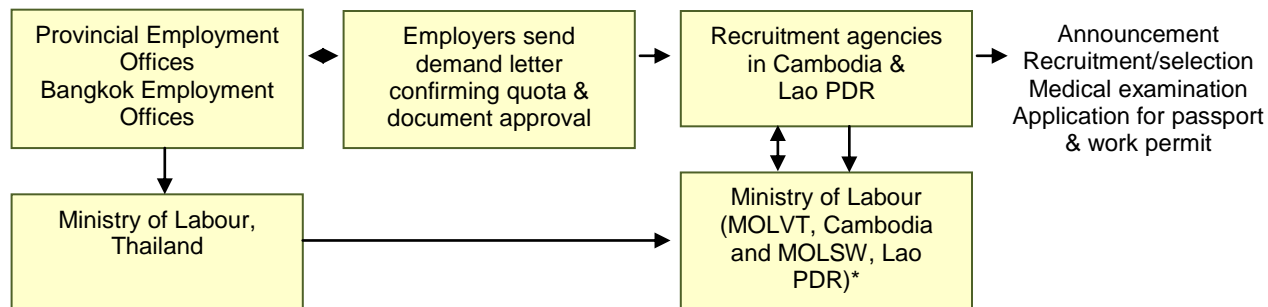 Provincial Employment
Offices
Bangkok Employment
Offices
Employers send
demand letter
confirming quota &
document approval
Recruitment agencies
in Cambodia &
Lao PDR
Announcement
Recruitment/selection
Medical examination
Application for passport
& work permit
Ministry of Labour,
Thailand
Ministry of Labour
(MOLVT, Cambodia
and MOLSW, Lao
PDR)*